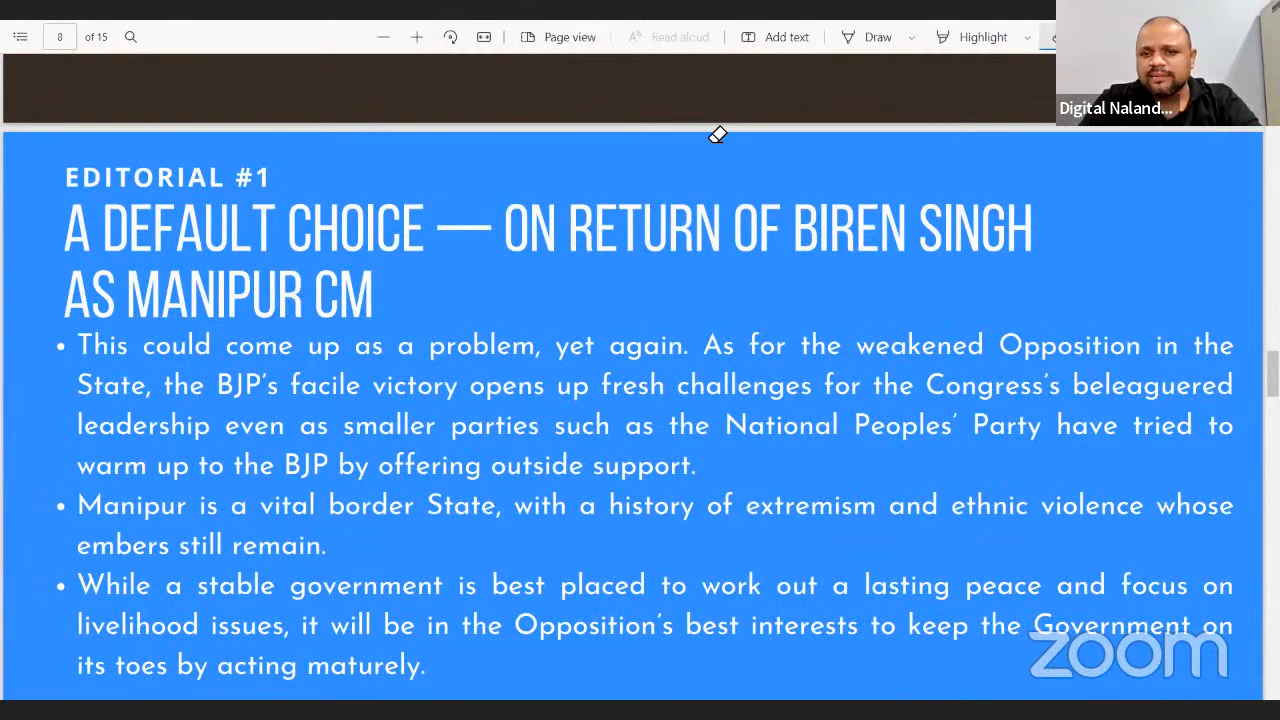 8 of 15 Page view Read aloud Add text Draw Highlight
Digital Naland...
EDITORIAL #1
A DEFAULT CHOICE — ON RETURN OF BIREN SINGH
AS MANIPUR CM
• This could come up as a problem, yet again. As for the weakened Opposition in the
State, the BJP’s facile victory opens up fresh challenges for the Congress’s beleaguered
leadership even as smaller parties such as the National Peoples’ Party have tried to
warm up to the BJP by offering outside support.
• Manipur is a vital border State, with a history of extremism and ethnic violence whose
embers still remain.
• While a stable government is best placed to work out a lasting peace and focus on
livelihood issues, it will be in the Opposition’s best interests to keep the Government on
its toes by acting maturely.
zoom